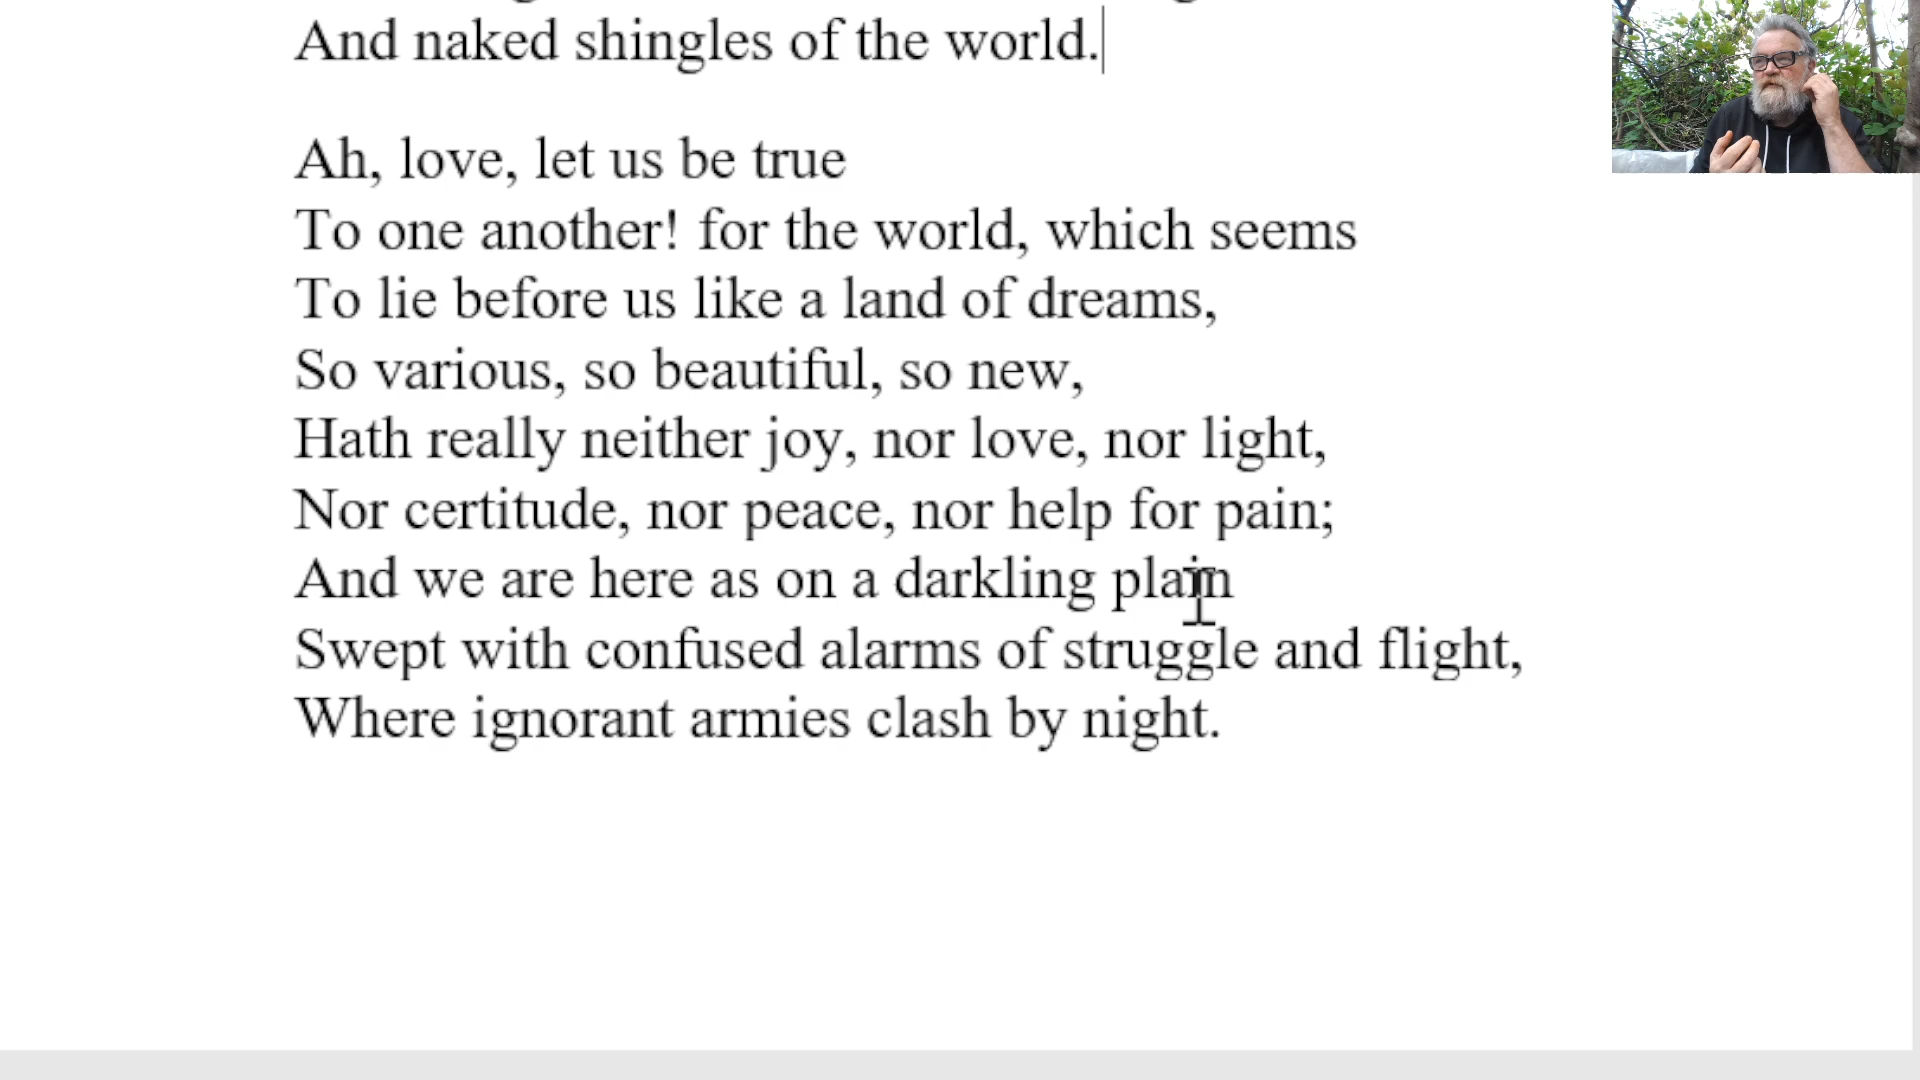 And naked shingles of the world.
Ah, love, let us be true
To one another! for the world, which seems
To lie before us like a land of dreams,
So various, so beautiful, so new,
Hath really neither joy, nor love, nor light,
Nor certitude, nor peace, nor help for pain;
And we are here as on a darkling plain
Swept with confused alarms of struggle and flight,
Where ignorant armies clash by night.